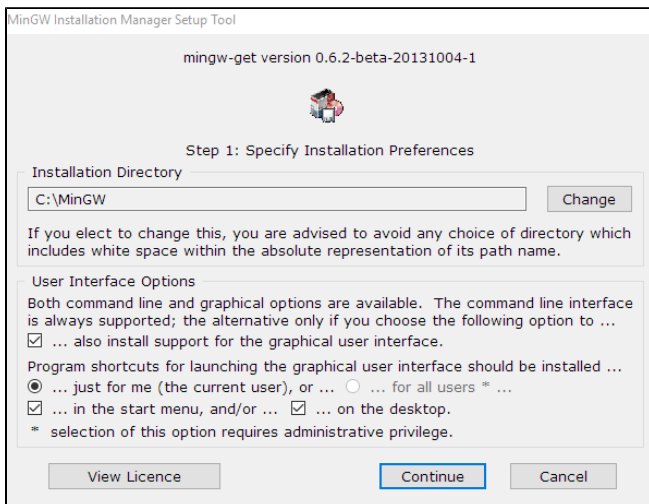 MinGW Installation Manager Setup Tool
mingw-get version 0.6.2-beta-20131004-1
Step 1: Specify Installation Preferences
Installation Directory
C:\MinGW
Change
If you elect to change this, you are advised to avoid any choice of directory which
includes white space within the absolute representation of its path name.
User Interface Options
Both command line and graphical options are available. The command line interface
is always supported; the alternative only if you choose the following option to ...
... also install support for the graphical user interface.
Program shortcuts for launching the graphical user interface should be installed ...
... just for me (the current user), or ... ... for all users * ...
... in the start menu, and/or ... ... on the desktop.
* selection of this option requires administrative privilege.
View Licence Continue Cancel